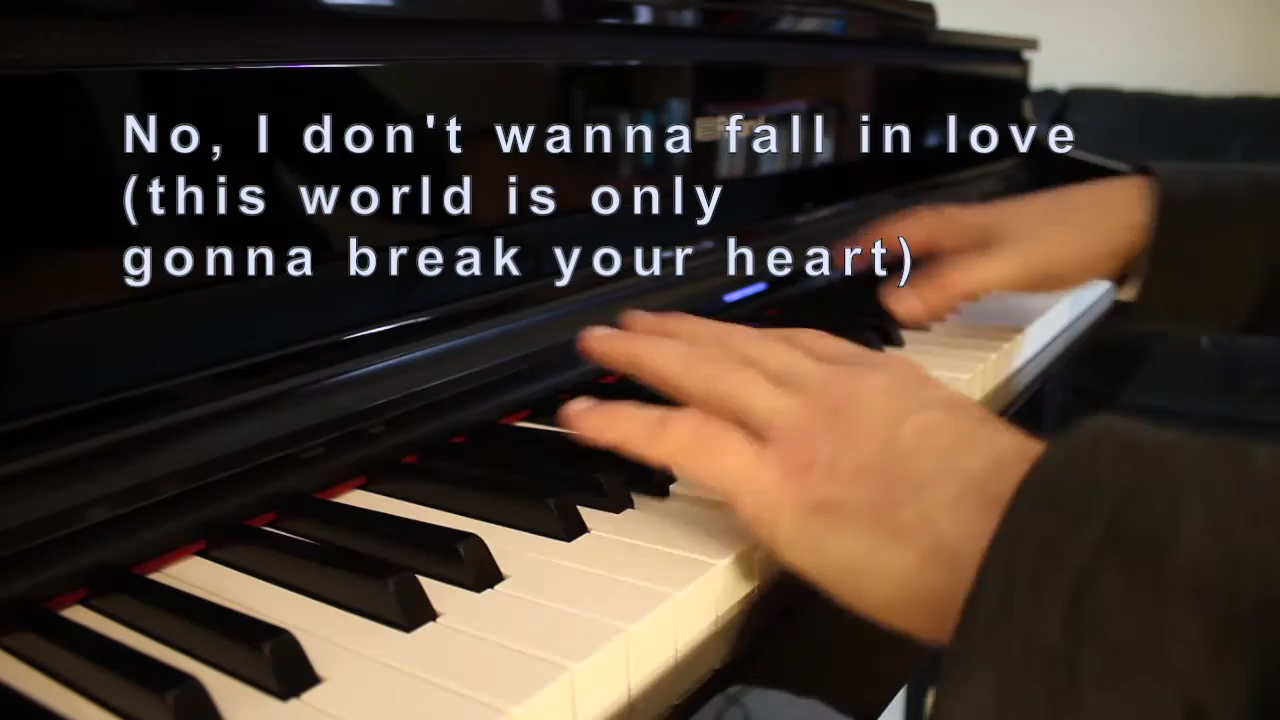 No, I don't wanna fall in love
(this world is only
gonna break your heart)